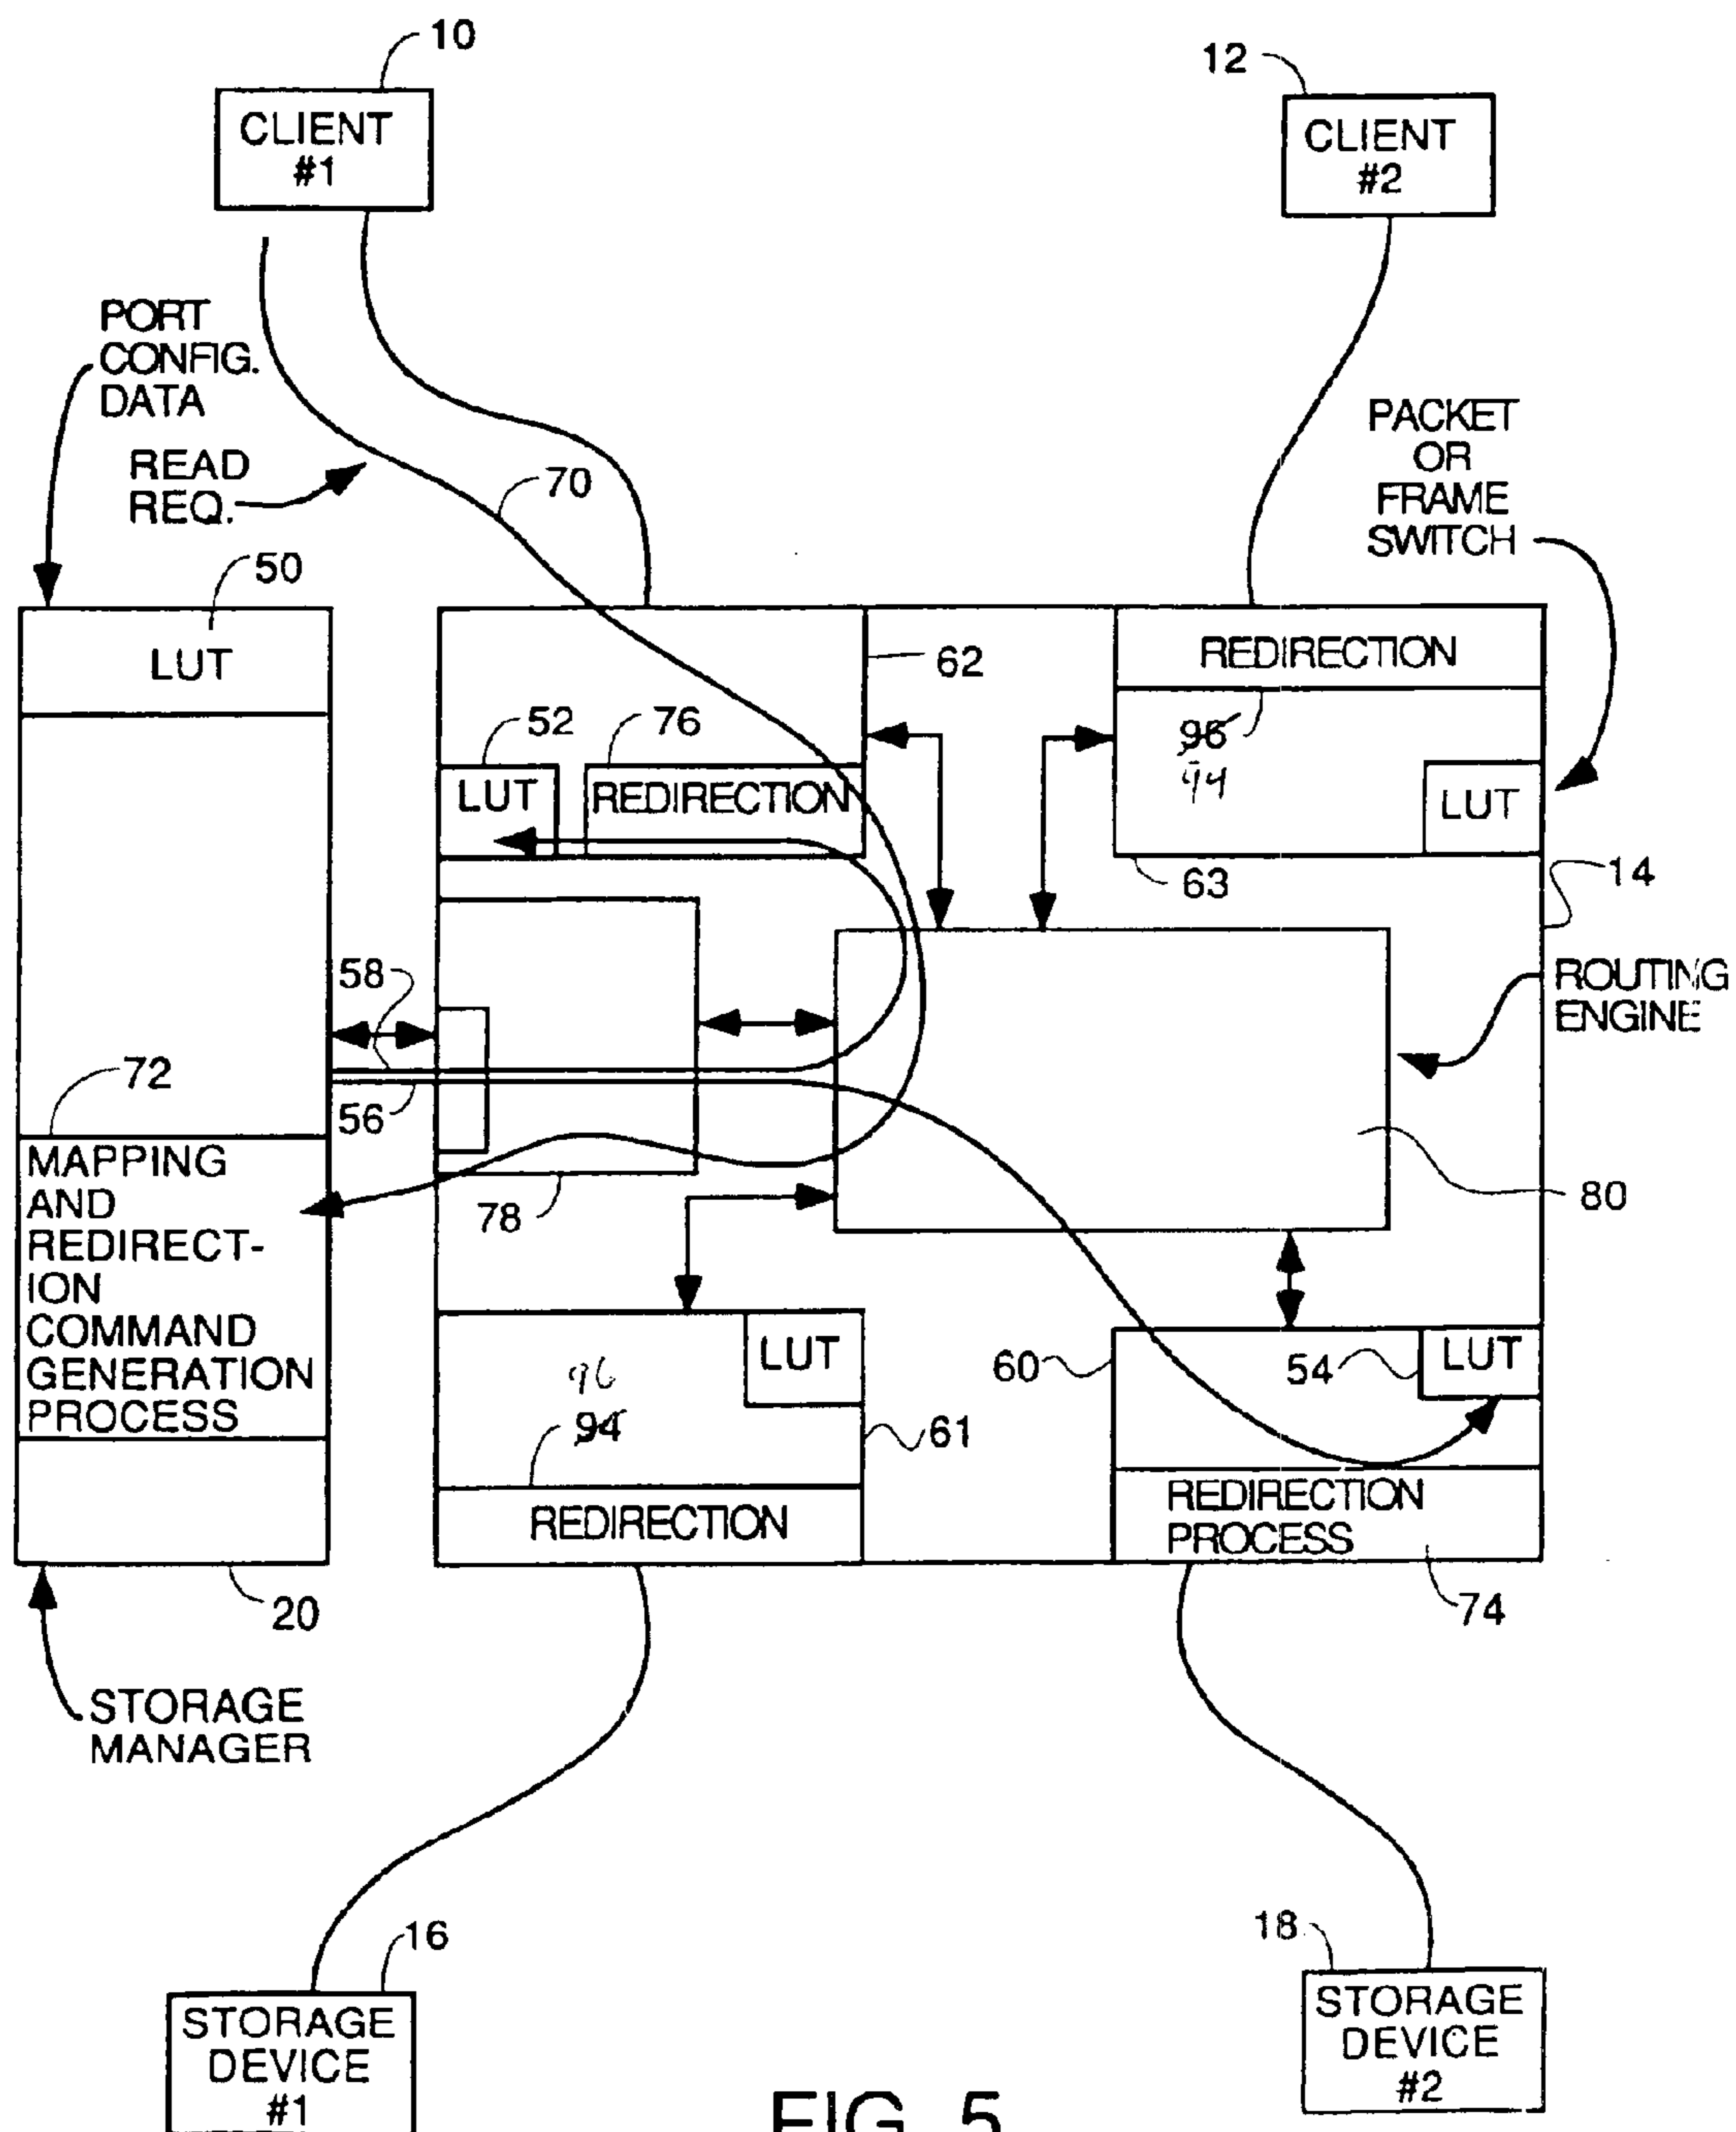 10
CLIENT
#1
12
CLIENT
#2
PORT
CONFIG.
DATA
READ
REQ.
70
PACKET
OR
FRAME
SWITCH
50
LUT
62
REDIRECTION
52
76
LUT
REDIRECTION
96
94
LUT
63
14
58
ROUTING
ENGINE
72
56
MAPPING
AND
REDIRECT-
ION
COMMAND
GENERATION
PROCESS
78
80
LUT
60
54
LUT
96
94
61
REDIRECTION
REDIRECTION
PROCESS
20
74
STORAGE
MANAGER
16
STORAGE
DEVICE
#1
18
STORAGE
DEVICE
#2
FIG. 5